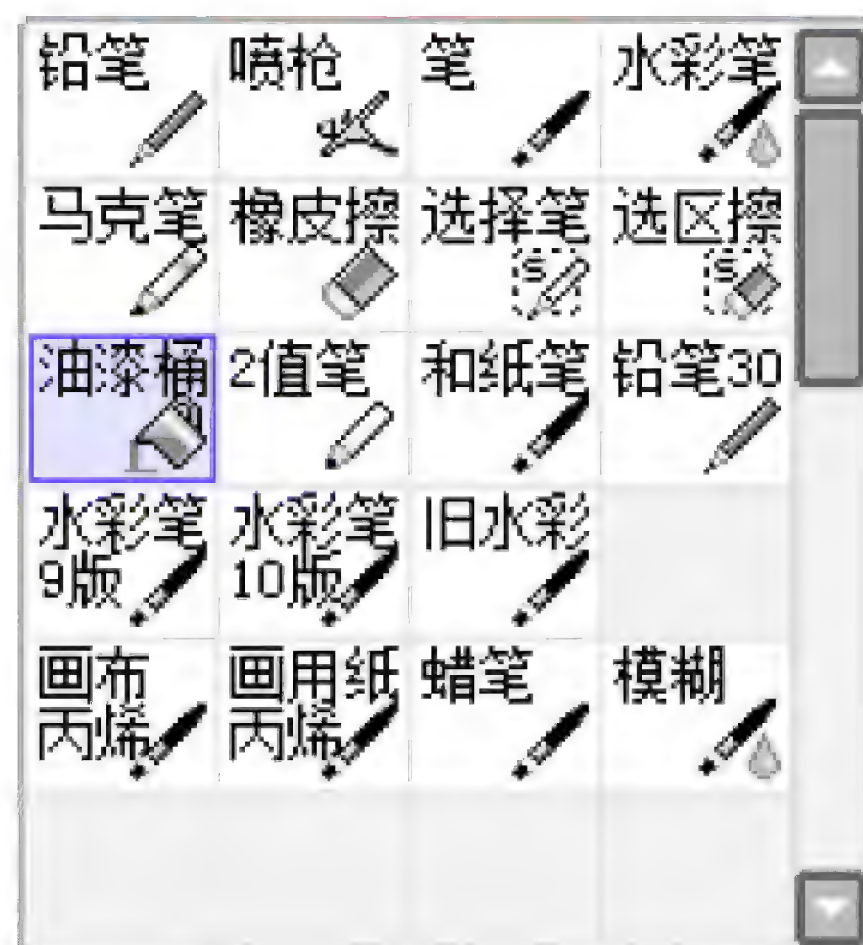 铅笔 喷枪 笔 水彩笔
马克笔 橡皮擦 选择笔 选区擦
油漆桶 2值笔 和纸笔 铅笔30
水彩笔 水彩笔 旧水彩
9版 10版
画布 画用纸 蜡笔 模糊
丙烯 丙烯